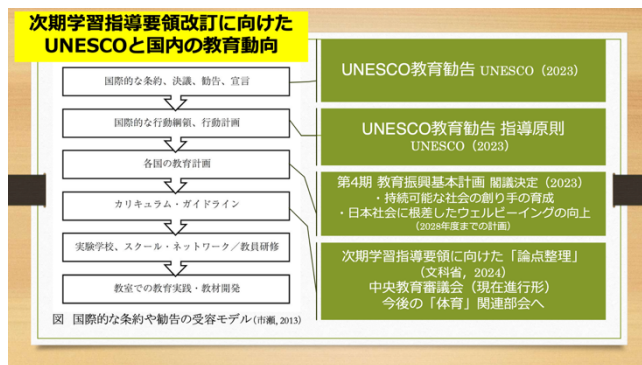 次期学習指導要領改訂に向けた
UNESCOと国内の教育動向
国際的な条約、決議、勧告、宣言
国際的な行動綱領、行動計画
各国の教育計画
カリキュラム・ガイドライン
実験学校、スクール・ネットワーク／教員研修
教室での教育実践・教材開発
図 国際的な条約や勧告の受容モデル(市瀬, 2013)
UNESCO教育勧告 UNESCO（2023）
UNESCO教育勧告 指導原則
UNESCO（2023）
第4期 教育振興基本計画 閣議決定（2023）
・持続可能な社会の創り手の育成
・日本社会に根差したウェルビーイングの向上
（2028年度までの計画）
次期学習指導要領に向けた「論点整理」
（文科省, 2024）
中央教育審議会（現在進行形）
今後の「体育」関連部会へ